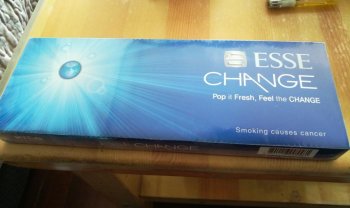 ESSE
CHANGE
Pop it Fresh, Feel the CHANGE
Smoking causes cancer